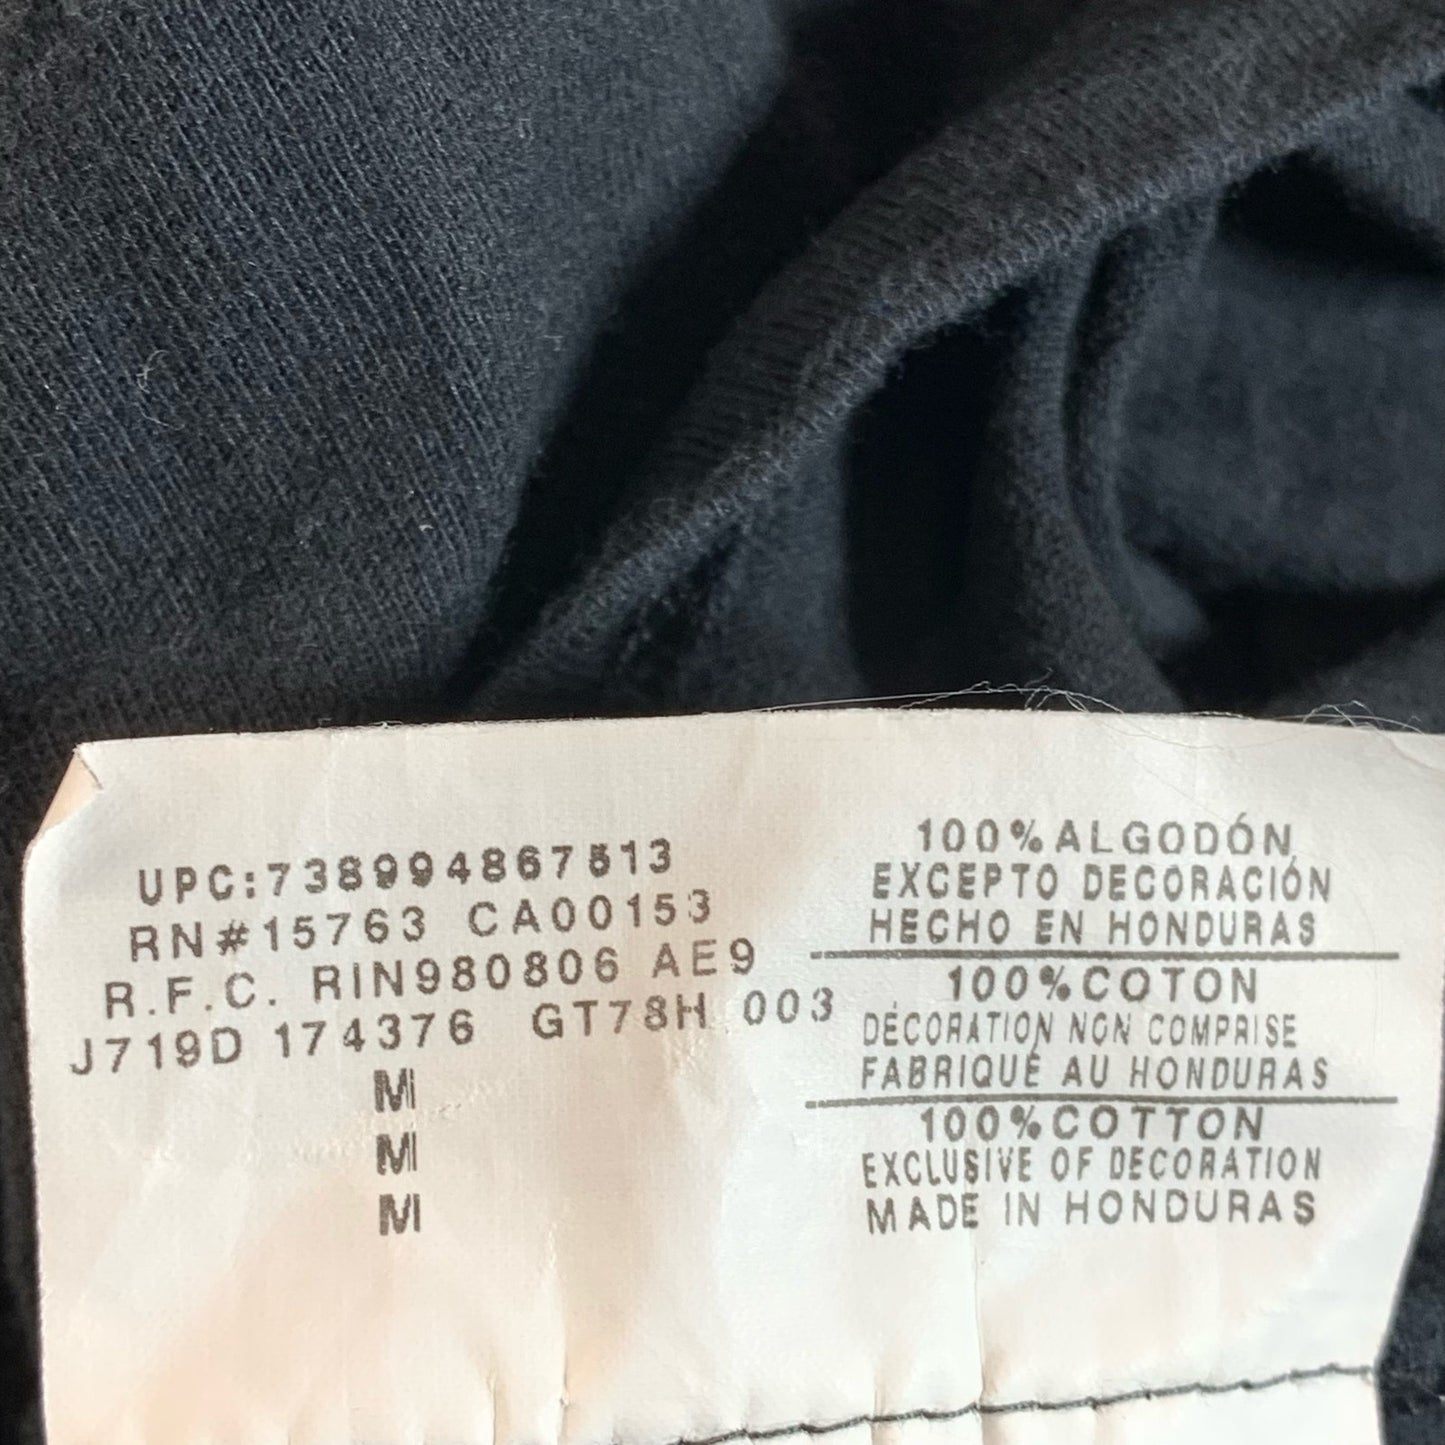 UPC:738994867513
RN#15763 CA00153
R.F.C. RIN980806 AE9
J719D 174376 GT78H 003
M
M
M
100%ALGODÓN
EXCEPTO DECORACIÓN
HECHO EN HONDURAS
100%COTON
DÉCORATION NON COMPRISE
FABRIQUÉ AU HONDURAS
100%COTTON
EXCLUSIVE OF DECORATION
MADE IN HONDURAS